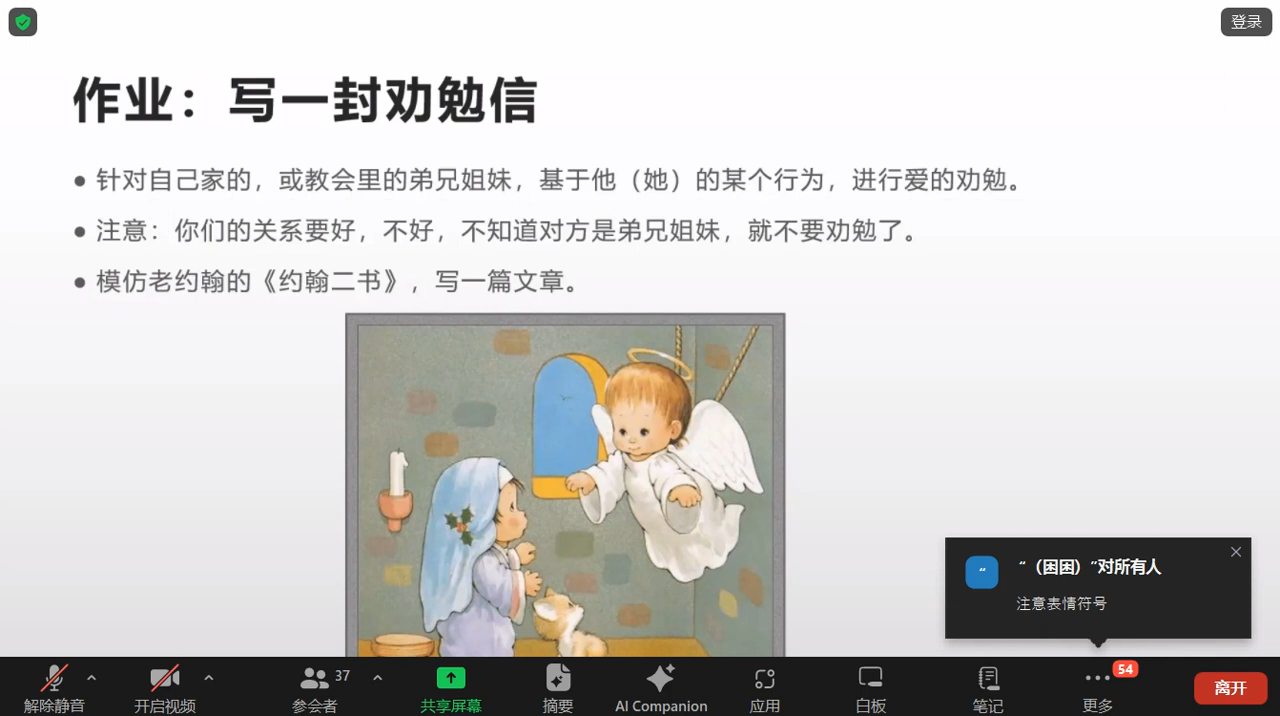 登录
作业：写一封劝勉信
● 针对自己家的，或教会里的弟兄姐妹，基于他（她）的某个行为，进行爱的劝勉。
● 注意：你们的关系要好，不好，不知道对方是弟兄姐妹，就不要劝勉了。
● 模仿老约翰的《约翰二书》，写一篇文章。
“
“（困困）”对所有人
注意表情符号
解除静音
开启视频
37
参会者
共享屏幕
摘要
AI Companion
应用
白板
笔记
54
更多
离开